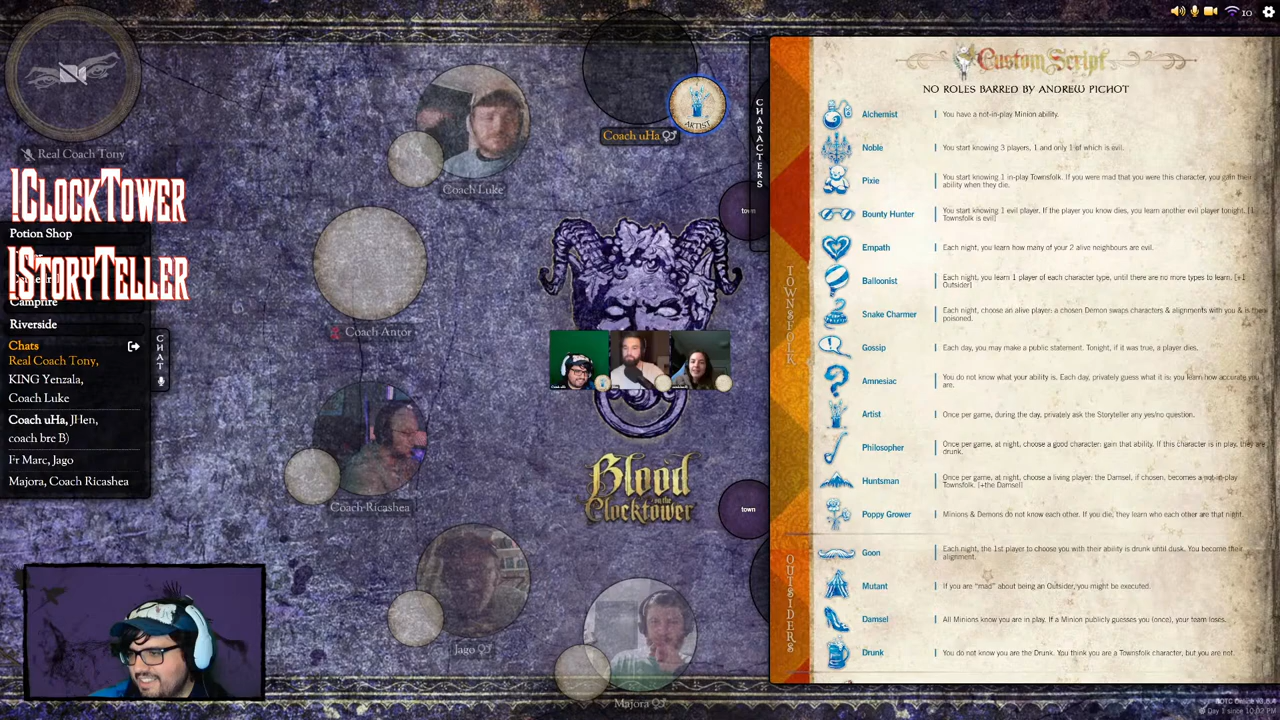 10
Real Coach Tony
!ClockTower
Potion Shop
!StoryTeller
Campfire
Riverside
Chats
Real Coach Tony,
KING Yenzala,
Coach Luke
Coach uHa, JHen,
coach bre B)
Fr Marc, Jago
Majora, Coach Ricashea
CHAT
Coach Luke
Coach uHa
ARTIST
Coach Antor
Coach Ricashea
Jago
Majora
Blood
on the
Clocktower
town
town
CHARACTERS
Custom Script
NO ROLES BARRED BY ANDREW PICHOT
TOWNSFOLK
Alchemist
You have a not-in-play Minion ability.
Noble
You start knowing 3 players, 1 and only 1 of which is evil.
Pixie
You start knowing 1 in-play Townsfolk. If you were mad that you were this character, you gain their
ability when they die.
Bounty Hunter
You start knowing 1 evil player. If the player you know dies, you learn another evil player tonight. [1
Townsfolk is evil]
Empath
Each night, you learn how many of your 2 alive neighbours are evil.
Balloonist
Each night, you learn 1 player of each character type, until there are no more types to learn. [+1
Outsider]
Snake Charmer
Each night, choose an alive player: a chosen Demon swaps characters & alignments with you & is then
poisoned.
Gossip
Each day, you may make a public statement. Tonight, if it was true, a player dies.
Amnesiac
You do not know what your ability is. Each day, privately guess what it is: you learn how accurate you
are.
Artist
Once per game, during the day, privately ask the Storyteller any yes/no question.
Philosopher
Once per game, at night, choose a good character: gain that ability. If this character is in play, they are
drunk.
Huntsman
Once per game, at night, choose a living player: the Damsel, if chosen, becomes a not-in-play
Townsfolk. [+the Damsel]
Poppy Grower
Minions & Demons do not know each other. If you die, they learn who each other are that night.
OUTSIDERS
Goon
Each night, the 1st player to choose you with their ability is drunk until dusk. You become their
alignment.
Mutant
If you are "mad" about being an Outsider, you might be executed.
Damsel
All Minions know you are in play. If a Minion publicly guesses you (once), your team loses.
Drunk
You do not know you are the Drunk. You think you are a Townsfolk character, but you are not.
Day 1 since 10:02 PM